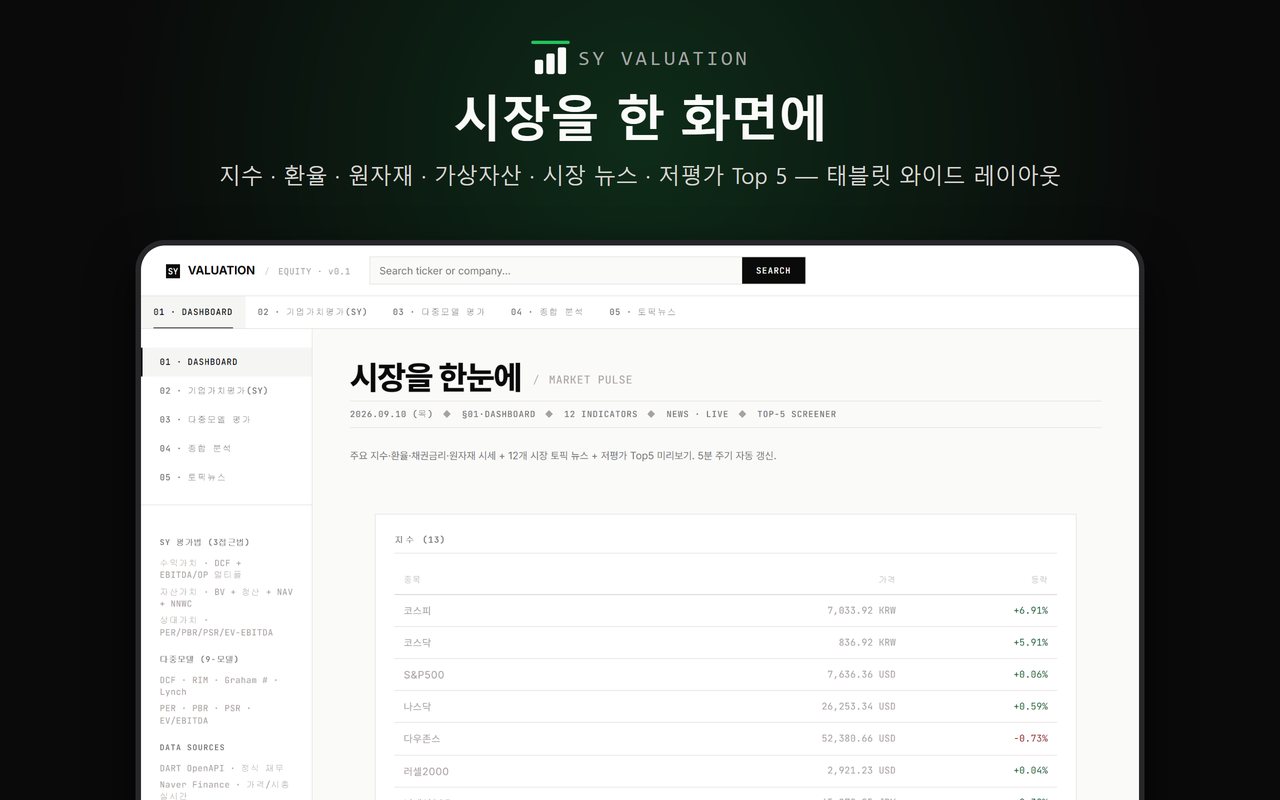 SY VALUATION
시장을 한 화면에
지수 · 환율 · 원자재 · 가상자산 · 시장 뉴스 · 저평가 Top 5 — 태블릿 와이드 레이아웃
SY VALUATION / EQUITY · v0.1 Search ticker or company... SEARCH
01 · DASHBOARD 02 · 기업가치평가(SY) 03 · 다중모델 평가 04 · 종합 분석 05 · 토픽뉴스
01 · DASHBOARD
02 · 기업가치평가(SY)
03 · 다중모델 평가
04 · 종합 분석
05 · 토픽뉴스
SY 평가법 (3접근법)
수익가치 · DCF +
EBITDA/OP 멀티플
자산가치 · BV + 청산 + NAV
+ NNWC
상대가치 ·
PER/PBR/PSR/EV-EBITDA
다중모델 (9-모델)
DCF · RIM · Graham # ·
Lynch
PER · PBR · PSR ·
EV/EBITDA
DATA SOURCES
DART OpenAPI · 정식 재무
Naver Finance · 가격/시총
실시간
시장을 한눈에 / MARKET PULSE
2026.09.10 (목) ◆ §01·DASHBOARD ◆ 12 INDICATORS ◆ NEWS · LIVE ◆ TOP-5 SCREENER
주요 지수·환율·채권금리·원자재 시세 + 12개 시장 토픽 뉴스 + 저평가 Top5 미리보기. 5분 주기 자동 갱신.
지수 (13)
종목 가격 등락
코스피 7,033.92 KRW +6.91%
코스닥 836.92 KRW +5.91%
S&P500 7,636.36 USD +0.06%
나스닥 26,253.34 USD +0.59%
다우존스 52,380.66 USD -0.73%
러셀2000 2,921.23 USD +0.04%